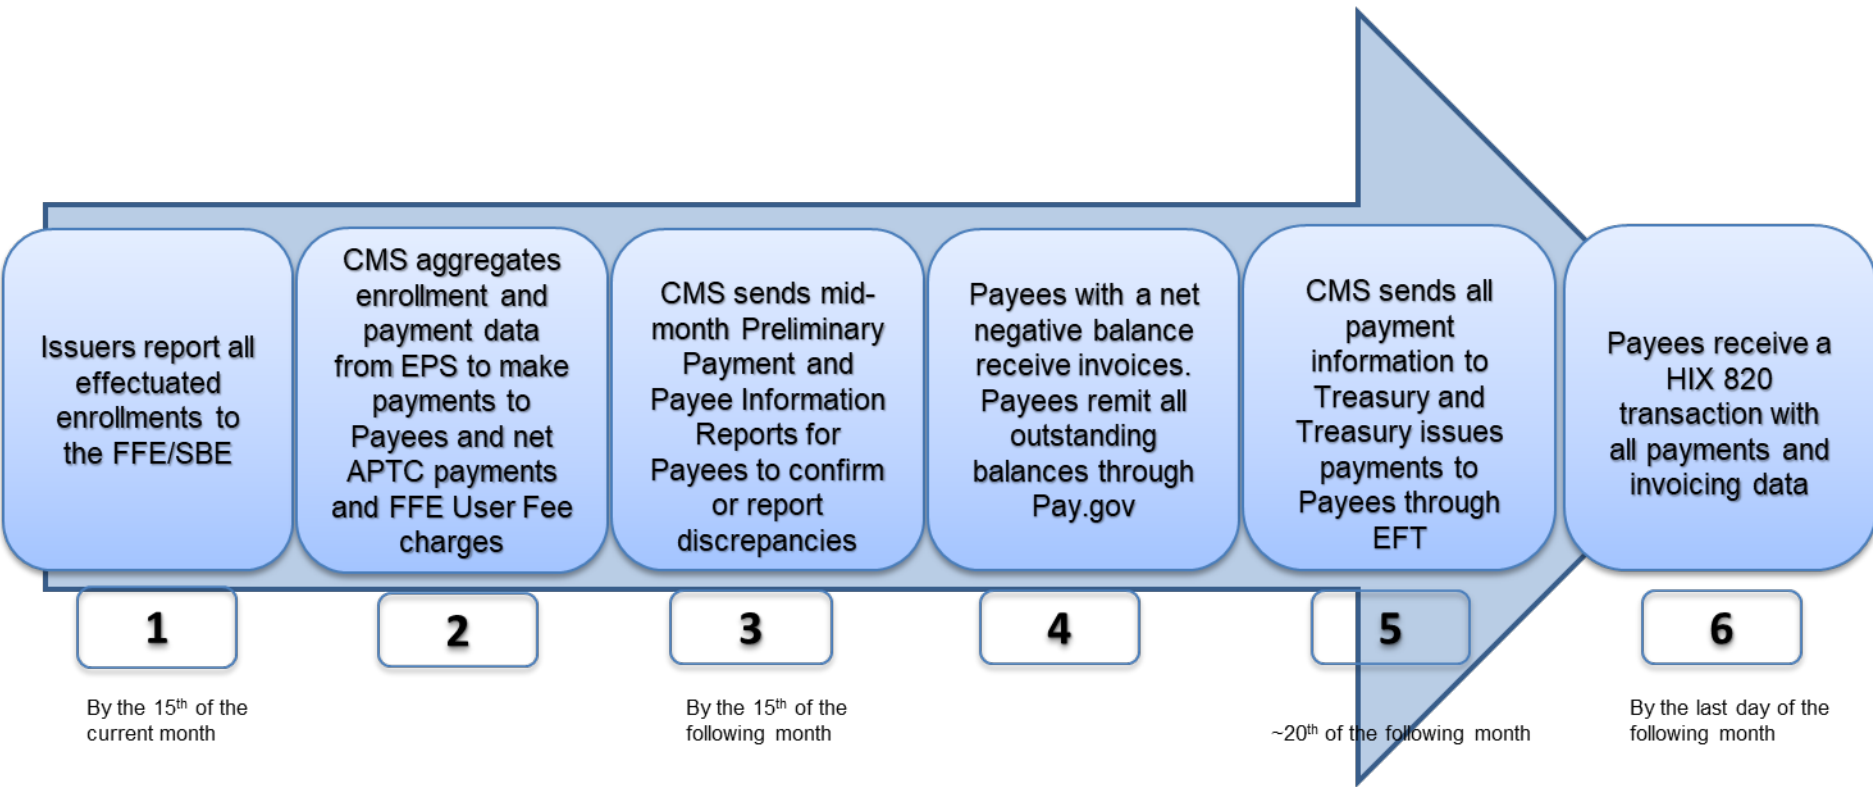 Issuers report all
effectuated
enrollments to
the FFE/SBE
CMS aggregates
enrollment and
payment data
from EPS to make
payments to
Payees and net
APTC payments
and FFE User Fee
charges
CMS sends mid-
month Preliminary
Payment and
Payee Information
Reports for
Payees to confirm
or report
discrepancies
Payees with a net
negative balance
receive invoices.
Payees remit all
outstanding
balances through
Pay.gov
CMS sends all
payment
information to
Treasury and
Treasury issues
payments to
Payees through
EFT
Payees receive a
HIX 820
transaction with
all payments and
invoicing data
1
2
3
4
5
6
By the 15th of the
current month
By the 15th of the
following month
~20th of the following month
By the last day of the
following month